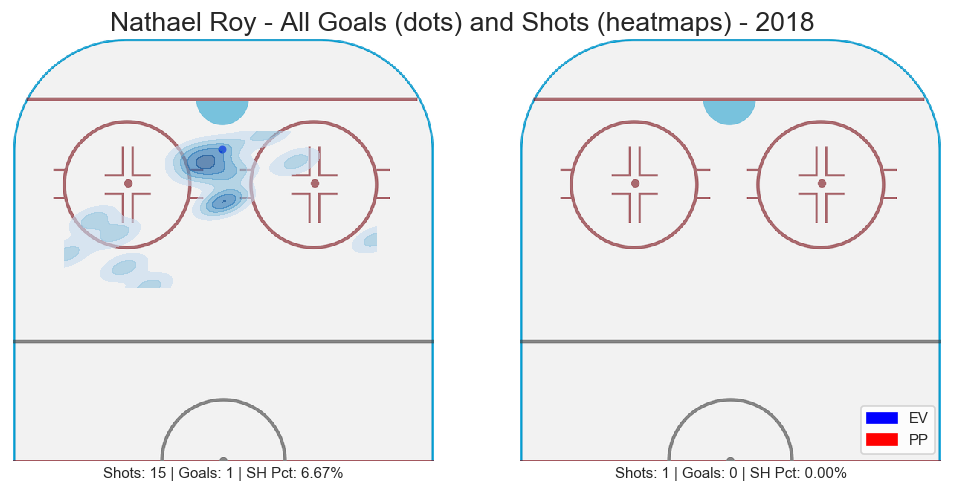 Nathael Roy - All Goals (dots) and Shots (heatmaps) - 2018
EV
PP
Shots: 15 | Goals: 1 | SH Pct: 6.67%
Shots: 1 | Goals: 0 | SH Pct: 0.00%